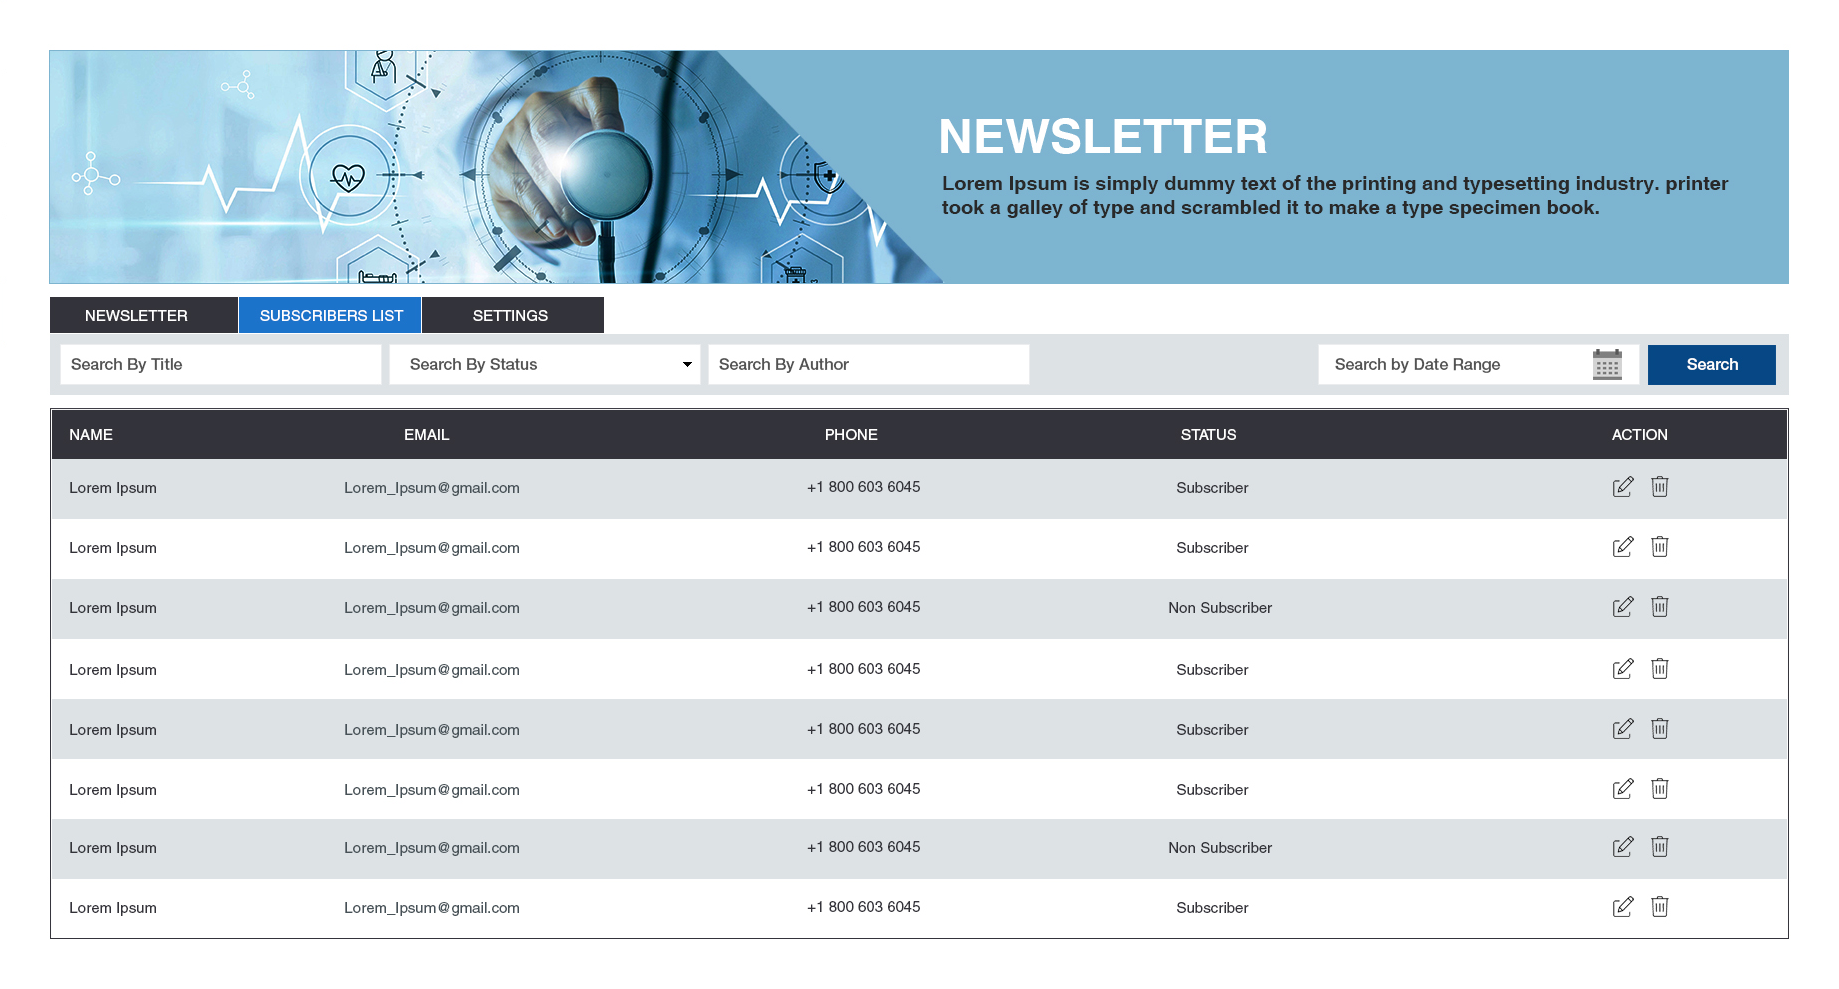 NEWSLETTER
Lorem Ipsum is simply dummy text of the printing and typesetting industry. printer
took a galley of type and scrambled it to make a type specimen book.
NEWSLETTER SUBSCRIBERS LIST SETTINGS
Search By Title Search By Status Search By Author Search by Date Range Search
NAME EMAIL PHONE STATUS ACTION
Lorem Ipsum Lorem_Ipsum@gmail.com +1 800 603 6045 Subscriber
Lorem Ipsum Lorem_Ipsum@gmail.com +1 800 603 6045 Subscriber
Lorem Ipsum Lorem_Ipsum@gmail.com +1 800 603 6045 Non Subscriber
Lorem Ipsum Lorem_Ipsum@gmail.com +1 800 603 6045 Subscriber
Lorem Ipsum Lorem_Ipsum@gmail.com +1 800 603 6045 Subscriber
Lorem Ipsum Lorem_Ipsum@gmail.com +1 800 603 6045 Subscriber
Lorem Ipsum Lorem_Ipsum@gmail.com +1 800 603 6045 Non Subscriber
Lorem Ipsum Lorem_Ipsum@gmail.com +1 800 603 6045 Subscriber